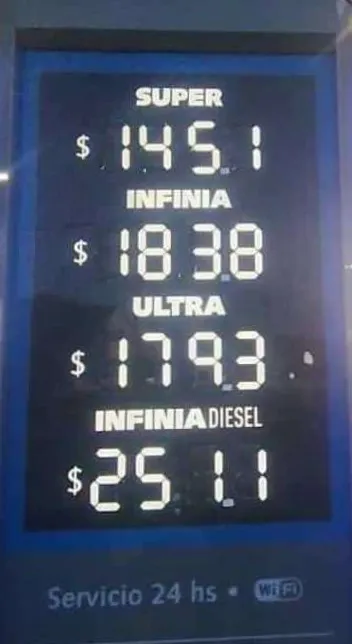 SUPER
$ 145.1
INFINIA
$ 183.8
ULTRA
$ 179.3
INFINIA DIESEL
$ 251.1
Servicio 24 hs • WiFi